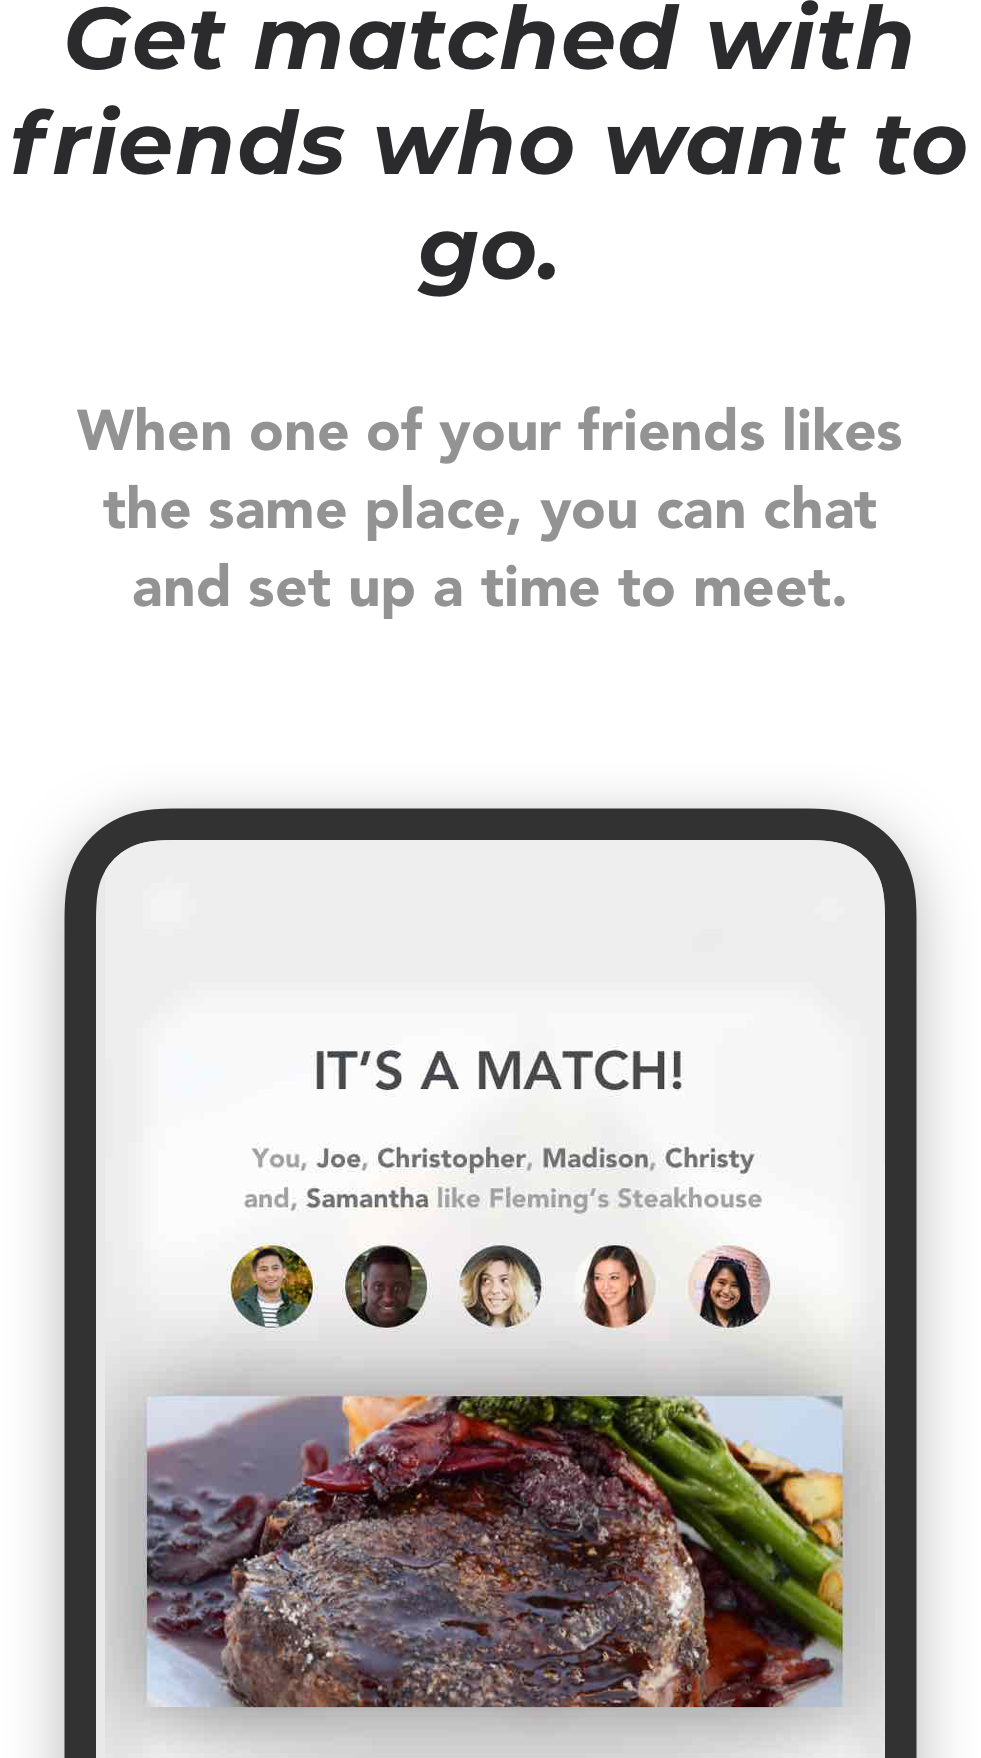 Get matched with
friends who want to
go.
When one of your friends likes
the same place, you can chat
and set up a time to meet.
IT’S A MATCH!
You, Joe, Christopher, Madison, Christy
and, Samantha like Fleming’s Steakhouse